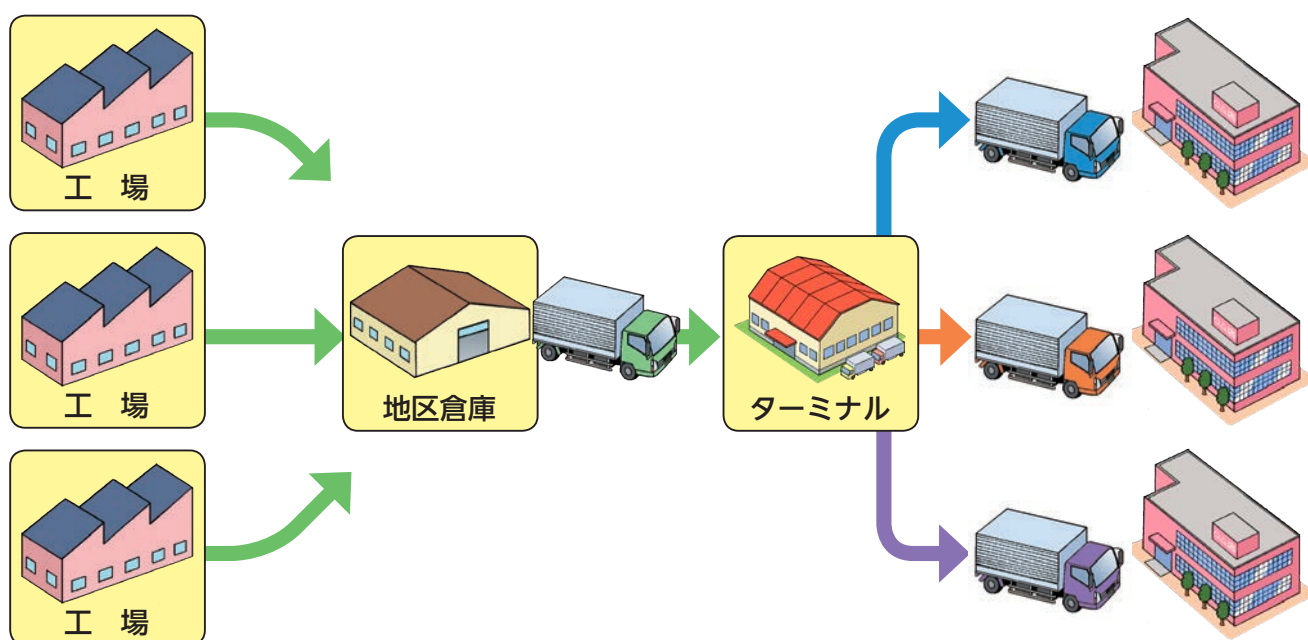 工　場
工　場
地区倉庫
ターミナル
工　場